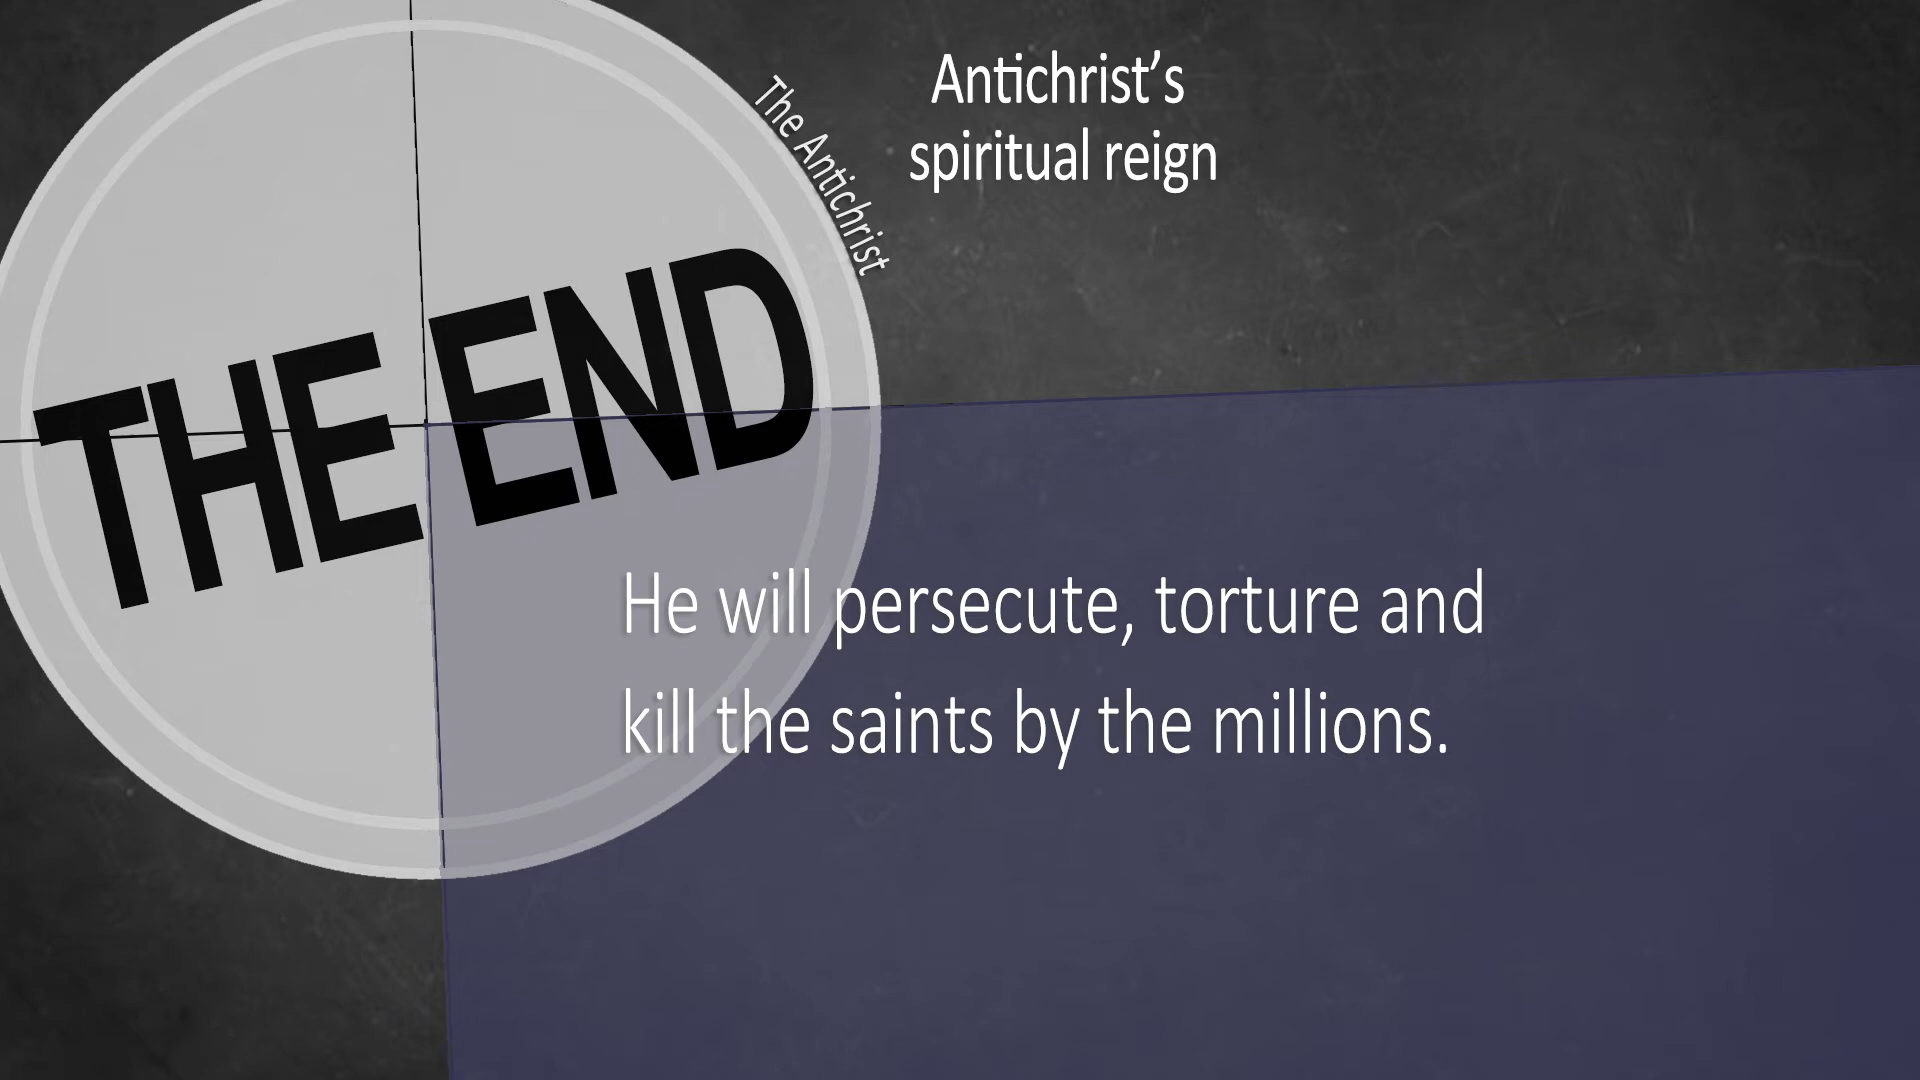 THE END
The Antichrist
Antichrist’s
spiritual reign
He will persecute, torture and
kill the saints by the millions.